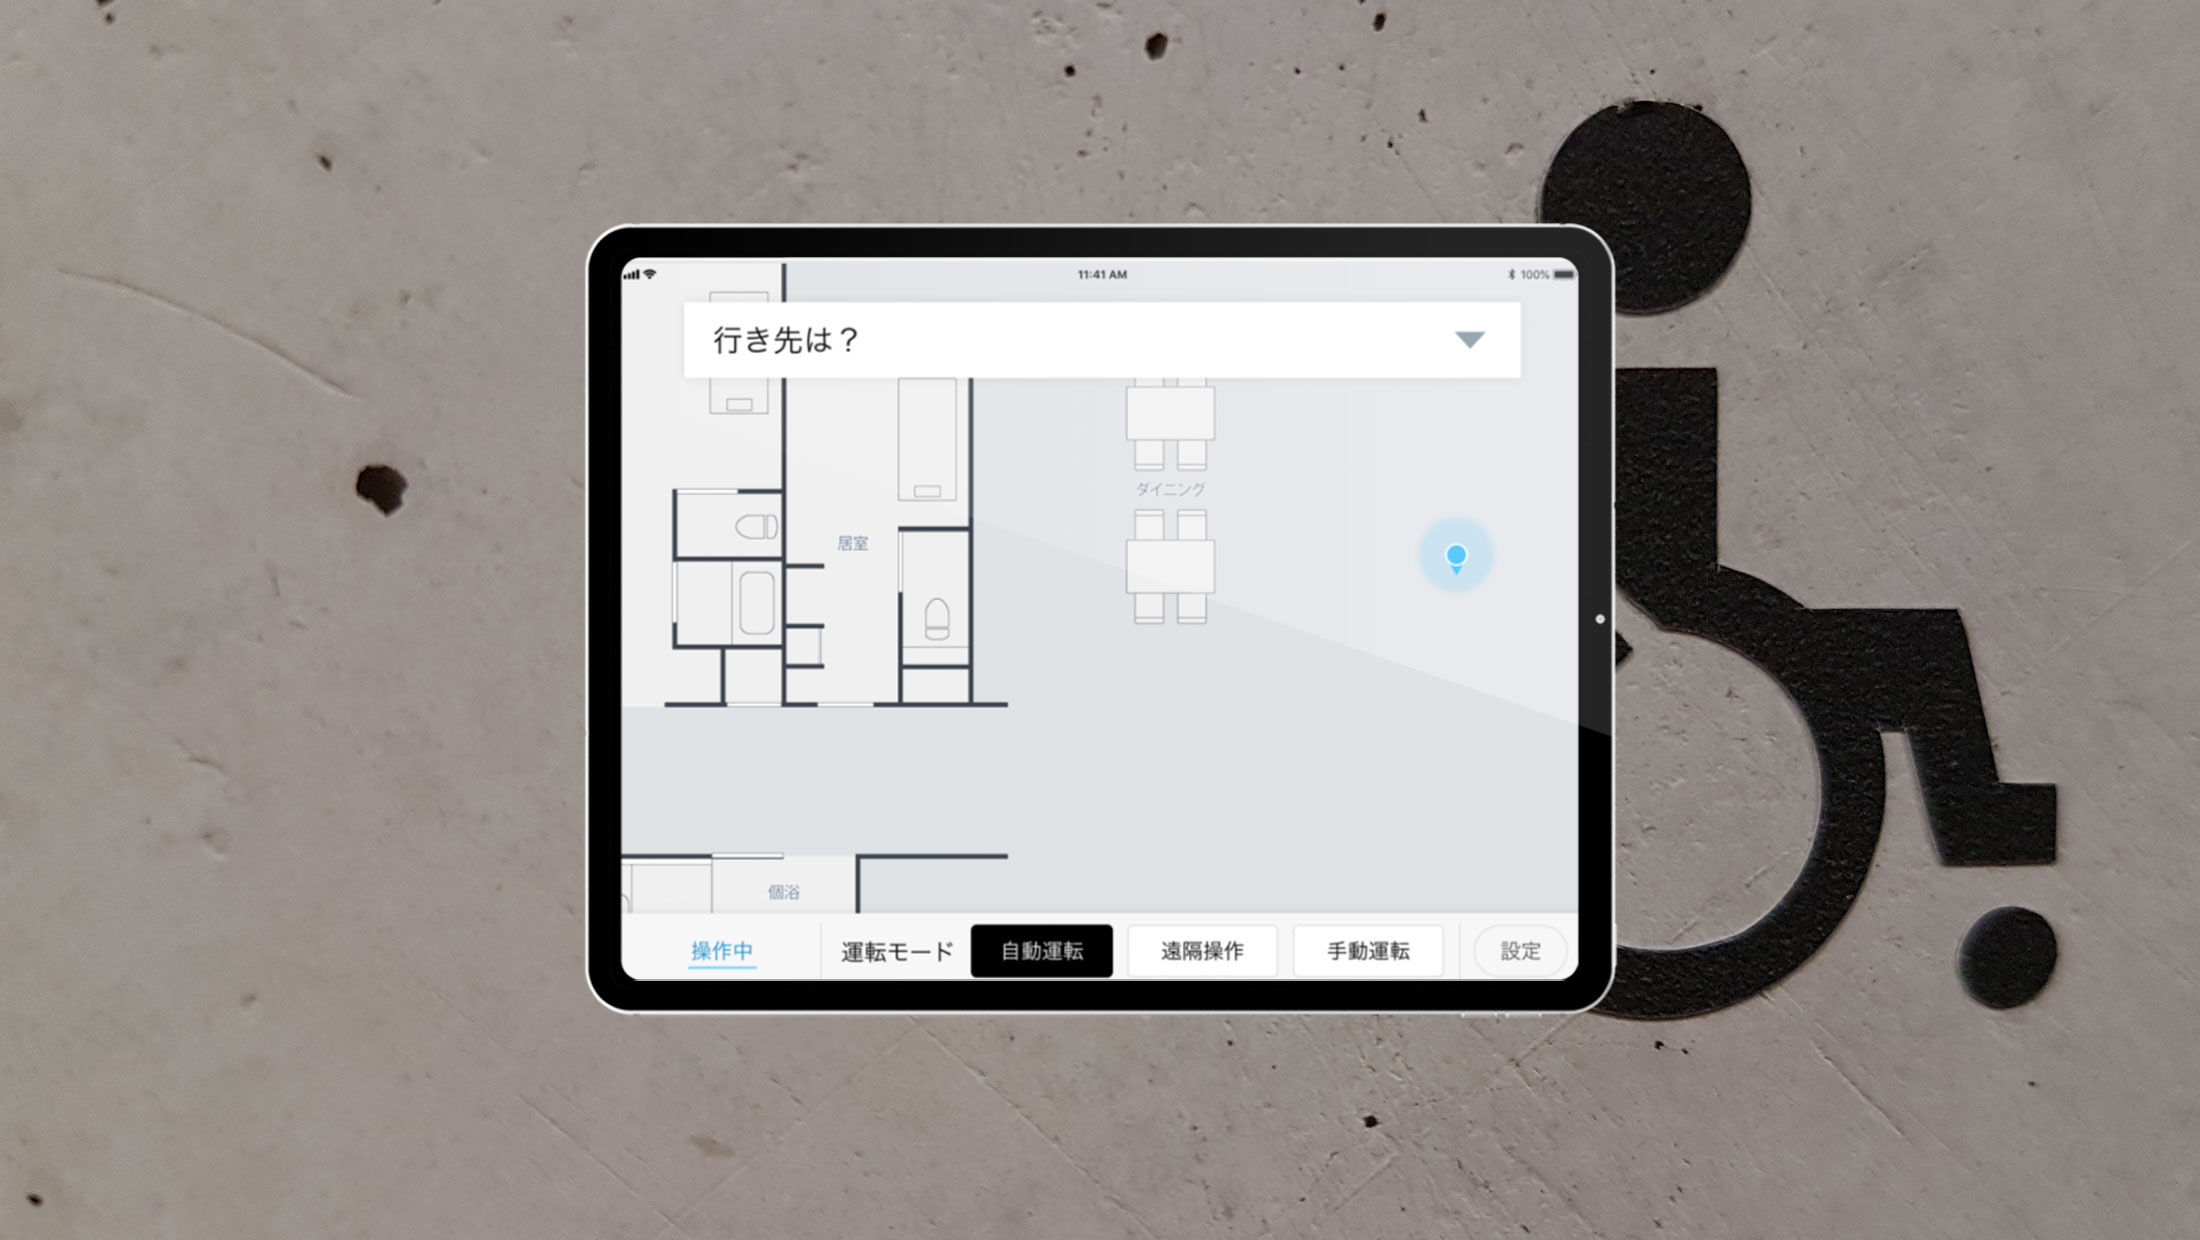 11:41 AM
100%
行き先は？
ダイニング
居室
個浴
操作中
運転モード
自動運転
遠隔操作
手動運転
設定